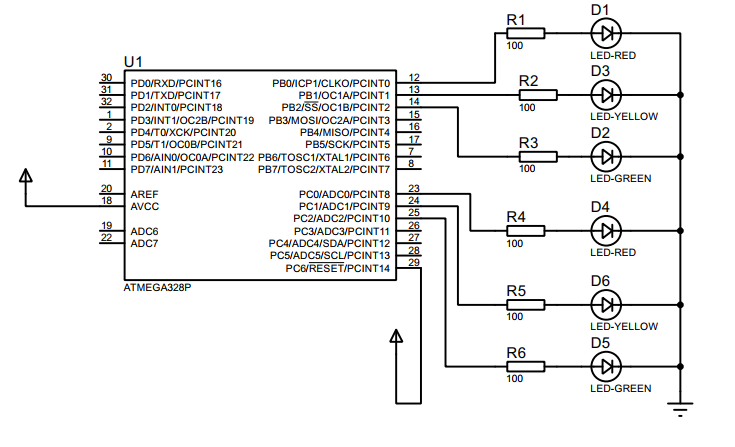 U1
30 PD0/RXD/PCINT16
31 PD1/TXD/PCINT17
32 PD2/INT0/PCINT18
1 PD3/INT1/OC2B/PCINT19
2 PD4/T0/XCK/PCINT20
9 PD5/T1/OC0B/PCINT21
10 PD6/AIN0/OC0A/PCINT22
11 PD7/AIN1/PCINT23
20 AREF
18 AVCC
19 ADC6
22 ADC7
PB0/ICP1/CLKO/PCINT0 12
PB1/OC1A/PCINT1 13
PB2/SS/OC1B/PCINT2 14
PB3/MOSI/OC2A/PCINT3 15
PB4/MISO/PCINT4 16
PB5/SCK/PCINT5 17
PB6/TOSC1/XTAL1/PCINT6 7
PB7/TOSC2/XTAL2/PCINT7 8
PC0/ADC0/PCINT8 23
PC1/ADC1/PCINT9 24
PC2/ADC2/PCINT10 25
PC3/ADC3/PCINT11 26
PC4/ADC4/SDA/PCINT12 27
PC5/ADC5/SCL/PCINT13 28
PC6/RESET/PCINT14 29
ATMEGA328P
R1
100
D1
LED-RED
R2
100
D3
LED-YELLOW
R3
100
D2
LED-GREEN
R4
100
D4
LED-RED
R5
100
D6
LED-YELLOW
R6
100
D5
LED-GREEN